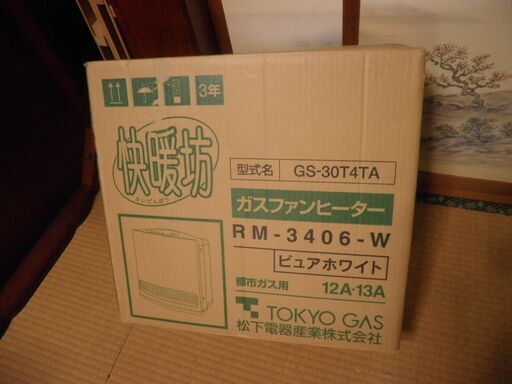 3年
快暖坊
かいだんぼう
型式名 GS-30T4TA
ガスファンヒーター
RM-3406-W
ピュアホワイト
都市ガス用 12A・13A
TOKYO GAS
松下電器産業株式会社